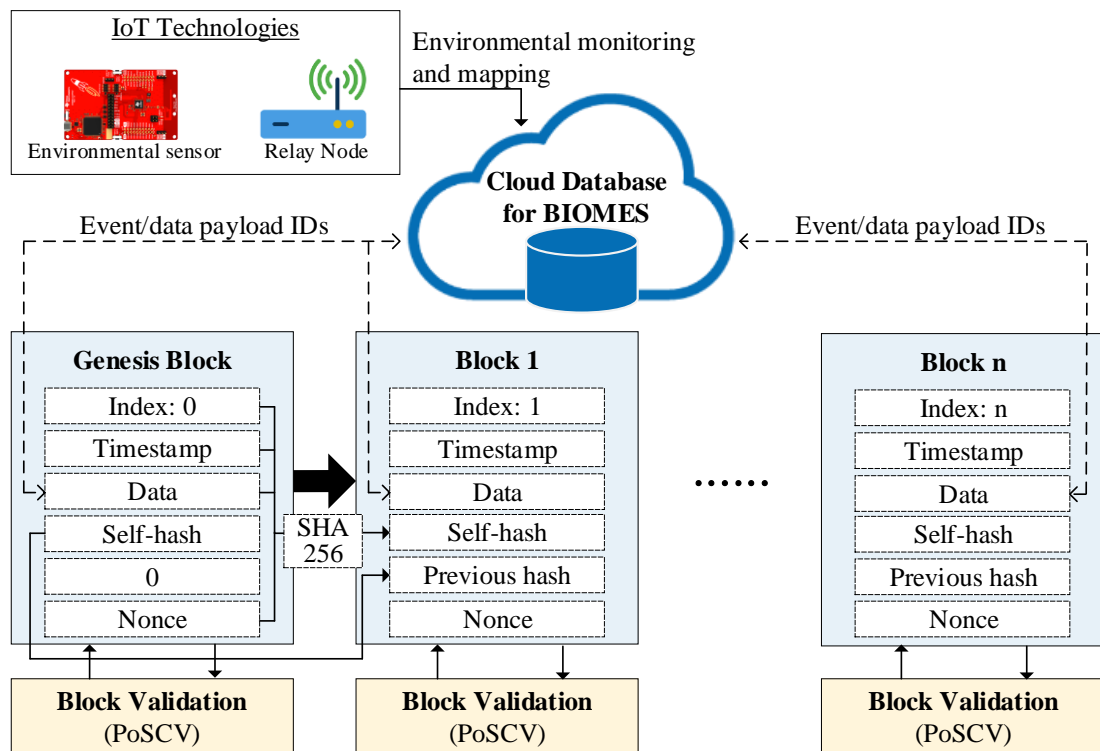 IoT Technologies
Environmental sensor
Relay Node
Environmental monitoring
and mapping
Cloud Database
for BIOMES
Event/data payload IDs
Event/data payload IDs
Genesis Block
Index: 0
Timestamp
Data
Self-hash
0
Nonce
SHA
256
Block 1
Index: 1
Timestamp
Data
Self-hash
Previous hash
Nonce
......
Block n
Index: n
Timestamp
Data
Self-hash
Previous hash
Nonce
Block Validation
(PoSCV)
Block Validation
(PoSCV)
Block Validation
(PoSCV)